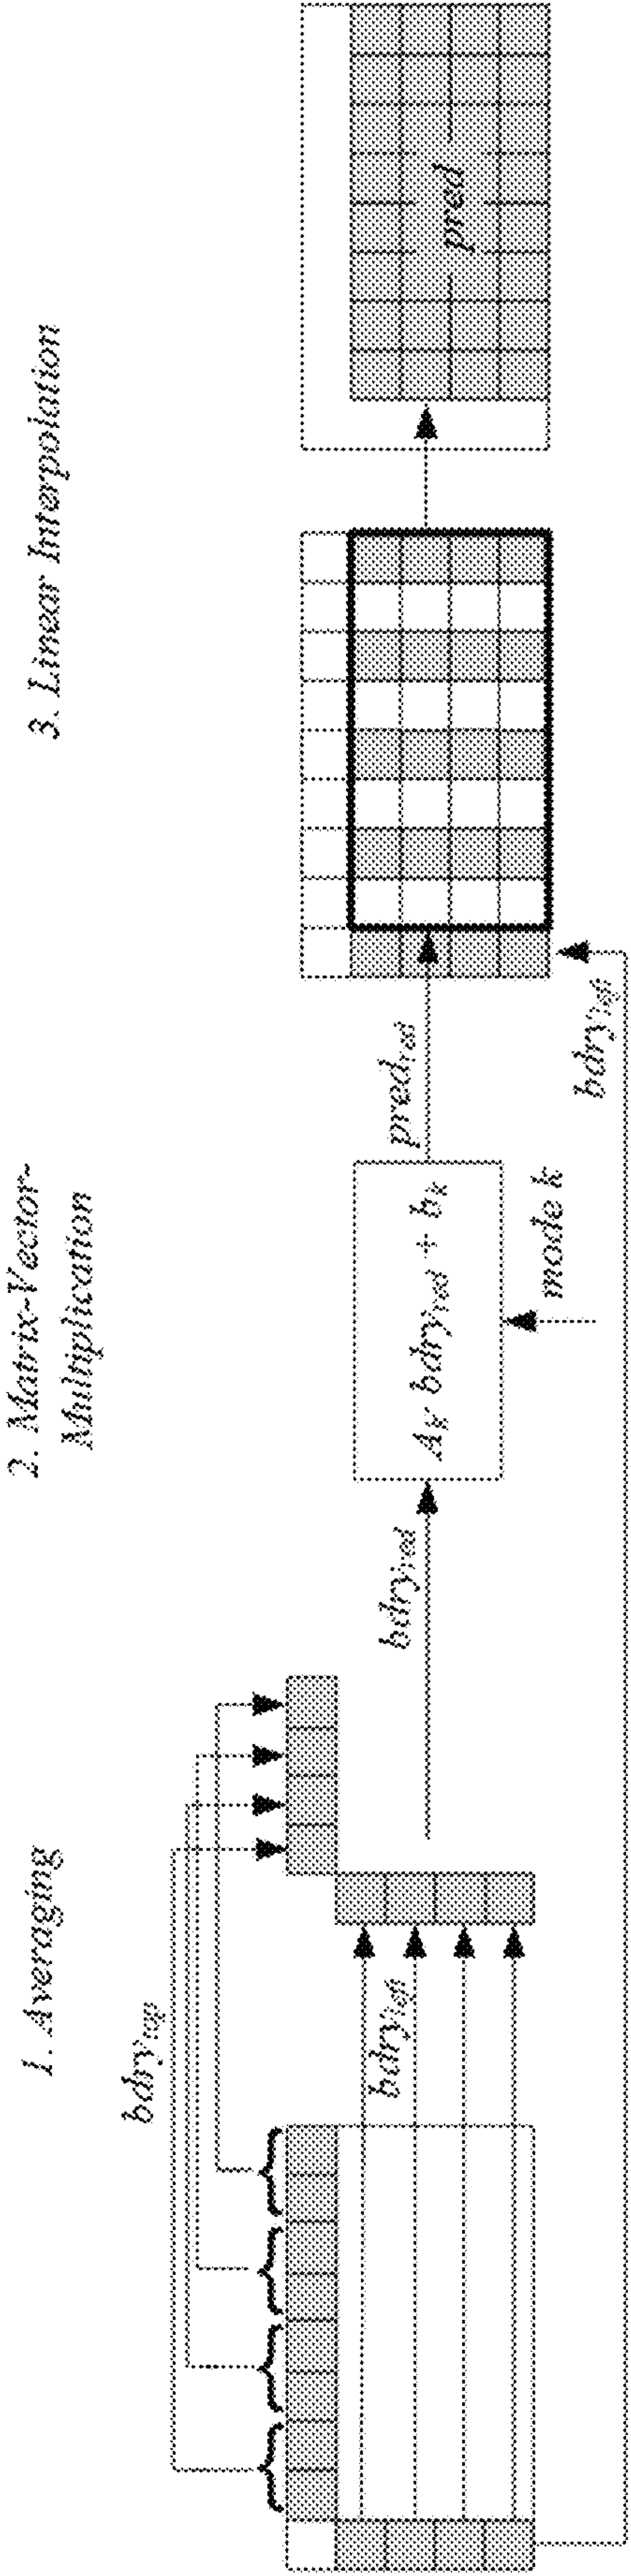 1. Averaging
2. Matrix-Vector-
Multiplication
3. Linear Interpolation
bdry_top
bdry_left
bdry_red
A_k bdry_red + b_k
mode k
pred_red
bdry_left
pred